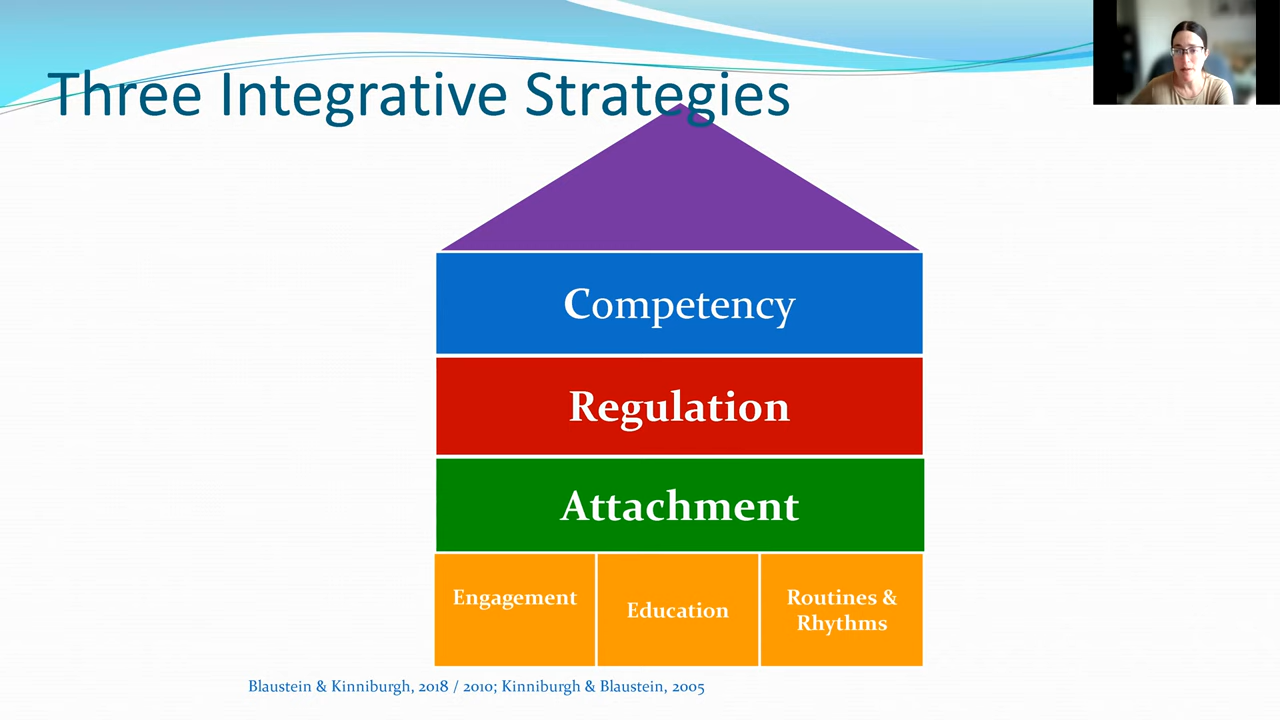 Three Integrative Strategies
Competency
Regulation
Attachment
Engagement
Education
Routines &
Rhythms
Blaustein & Kinniburgh, 2018 / 2010; Kinniburgh & Blaustein, 2005